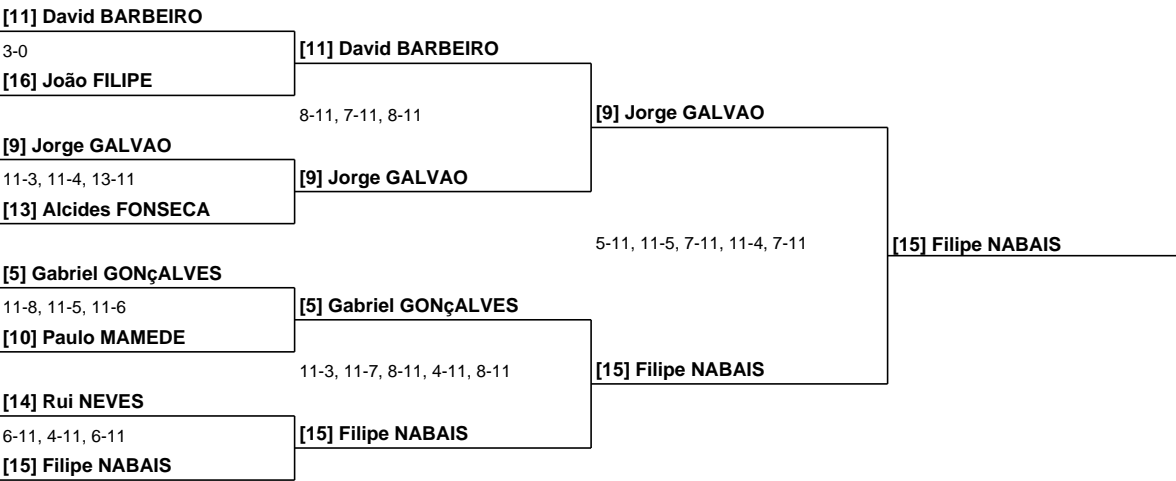 [11] David BARBEIRO
3-0
[11] David BARBEIRO
[16] João FILIPE
8-11, 7-11, 8-11
[9] Jorge GALVAO
[9] Jorge GALVAO
11-3, 11-4, 13-11
[9] Jorge GALVAO
[13] Alcides FONSECA
5-11, 11-5, 7-11, 11-4, 7-11
[15] Filipe NABAIS
[5] Gabriel GONçALVES
11-8, 11-5, 11-6
[5] Gabriel GONçALVES
[10] Paulo MAMEDE
11-3, 11-7, 8-11, 4-11, 8-11
[15] Filipe NABAIS
[14] Rui NEVES
6-11, 4-11, 6-11
[15] Filipe NABAIS
[15] Filipe NABAIS